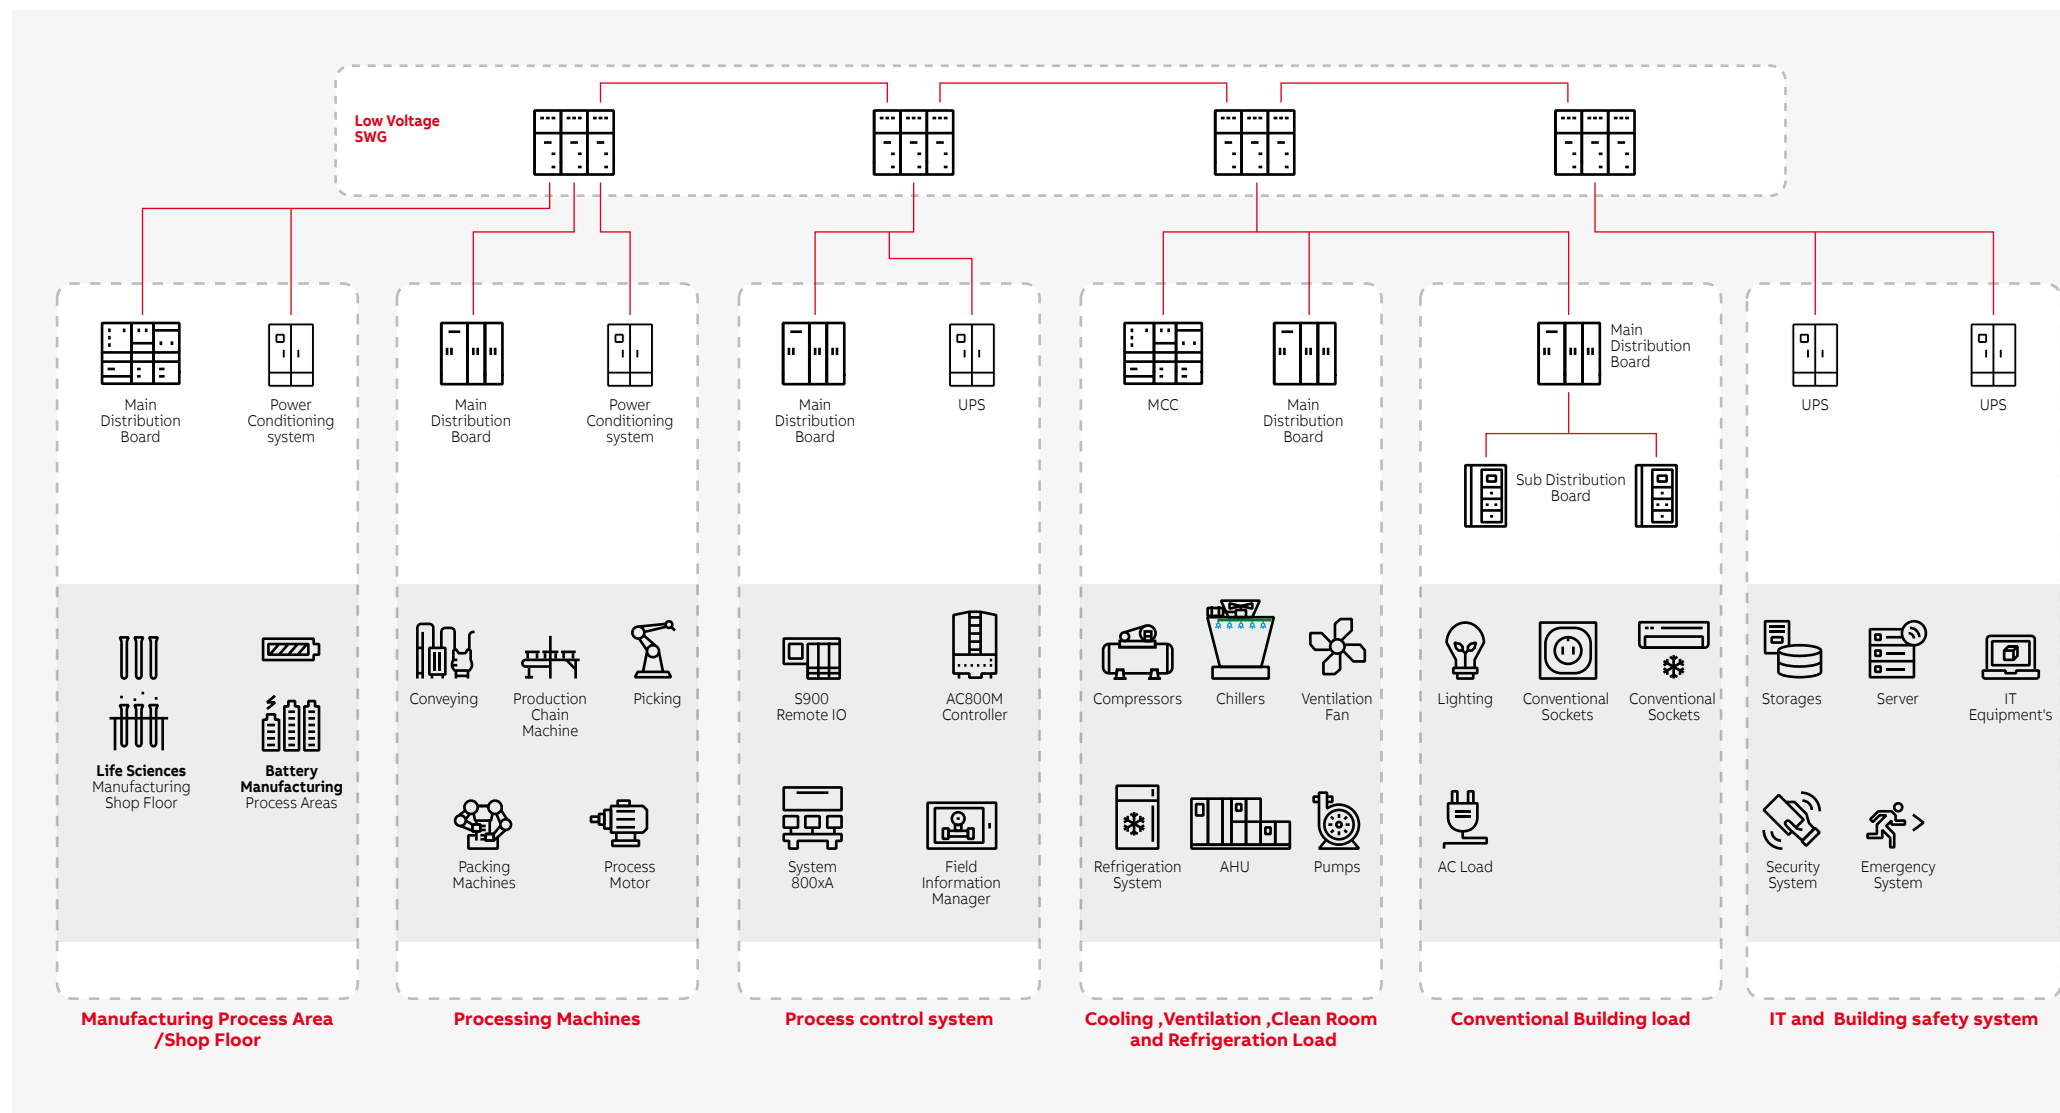 Low Voltage
SWG
Main
Distribution
Board
Power
Conditioning
system
Main
Distribution
Board
Power
Conditioning
system
Main
Distribution
Board
UPS
MCC
Main
Distribution
Board
Main
Distribution
Board
Sub Distribution
Board
UPS
UPS
Life Sciences
Manufacturing
Shop Floor
Battery
Manufacturing
Process Areas
Conveying
Production
Chain
Machine
Picking
Packing
Machines
Process
Motor
S900
Remote IO
AC800M
Controller
System
800xA
Field
Information
Manager
Compressors
Chillers
Ventilation
Fan
Refrigeration
System
AHU
Pumps
Lighting
Conventional
Sockets
Conventional
Sockets
AC Load
Storages
Server
IT
Equipment's
Security
System
Emergency
System
Manufacturing Process Area
/Shop Floor
Processing Machines
Process control system
Cooling ,Ventilation ,Clean Room
and Refrigeration Load
Conventional Building load
IT and  Building safety system